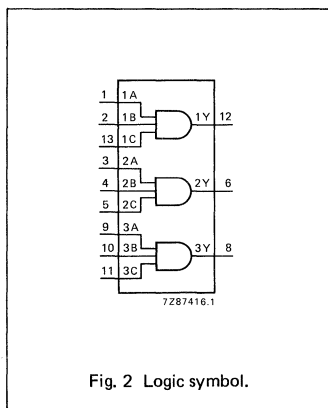 1 1A
2 1B 1Y 12
13 1C
3 2A
4 2B 2Y 6
5 2C
9 3A
10 3B 3Y 8
11 3C
7Z87416.1
Fig. 2 Logic symbol.